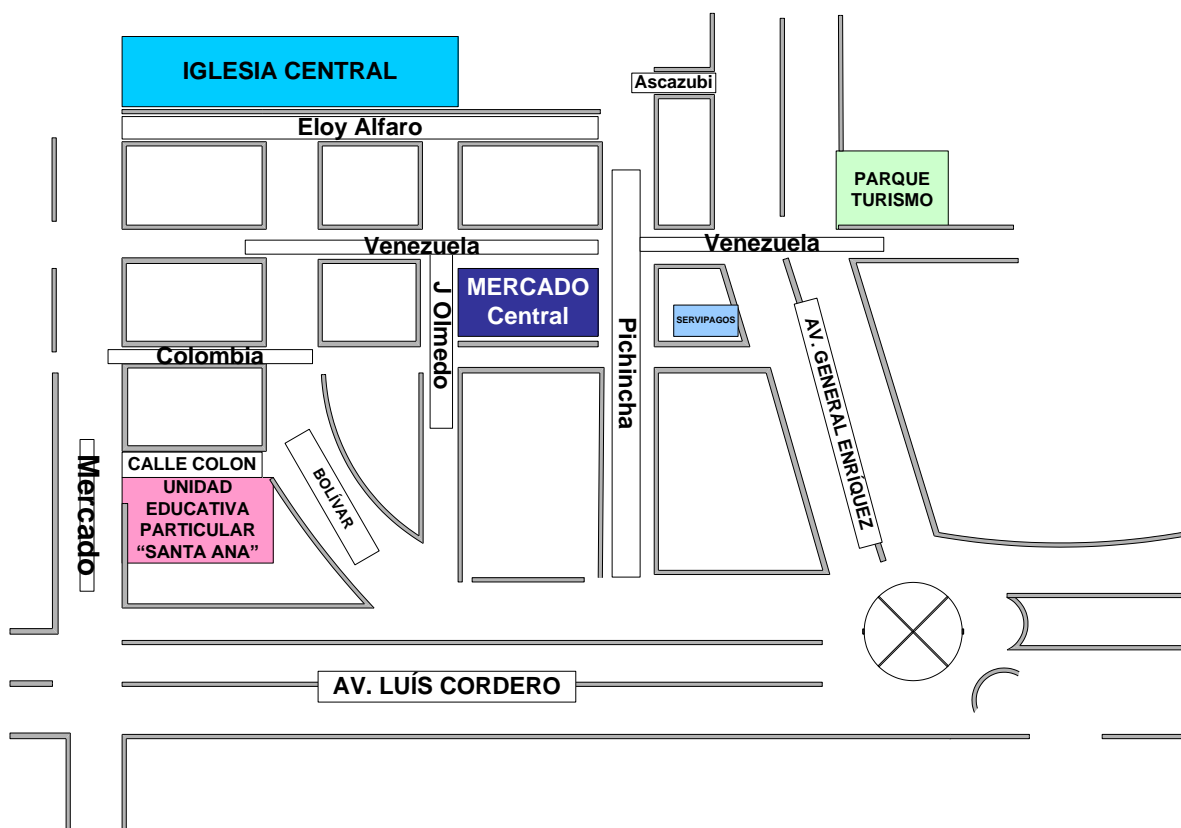 IGLESIA CENTRAL
Ascazubi
Eloy Alfaro
PARQUE
TURISMO
Venezuela
Venezuela
J Olmedo
MERCADO
Central
SERVIPAGOS
Pichincha
AV. GENERAL ENRÍQUEZ
Colombia
Mercado
CALLE COLON
UNIDAD
EDUCATIVA
PARTICULAR
“SANTA ANA”
BOLÍVAR
AV. LUÍS CORDERO